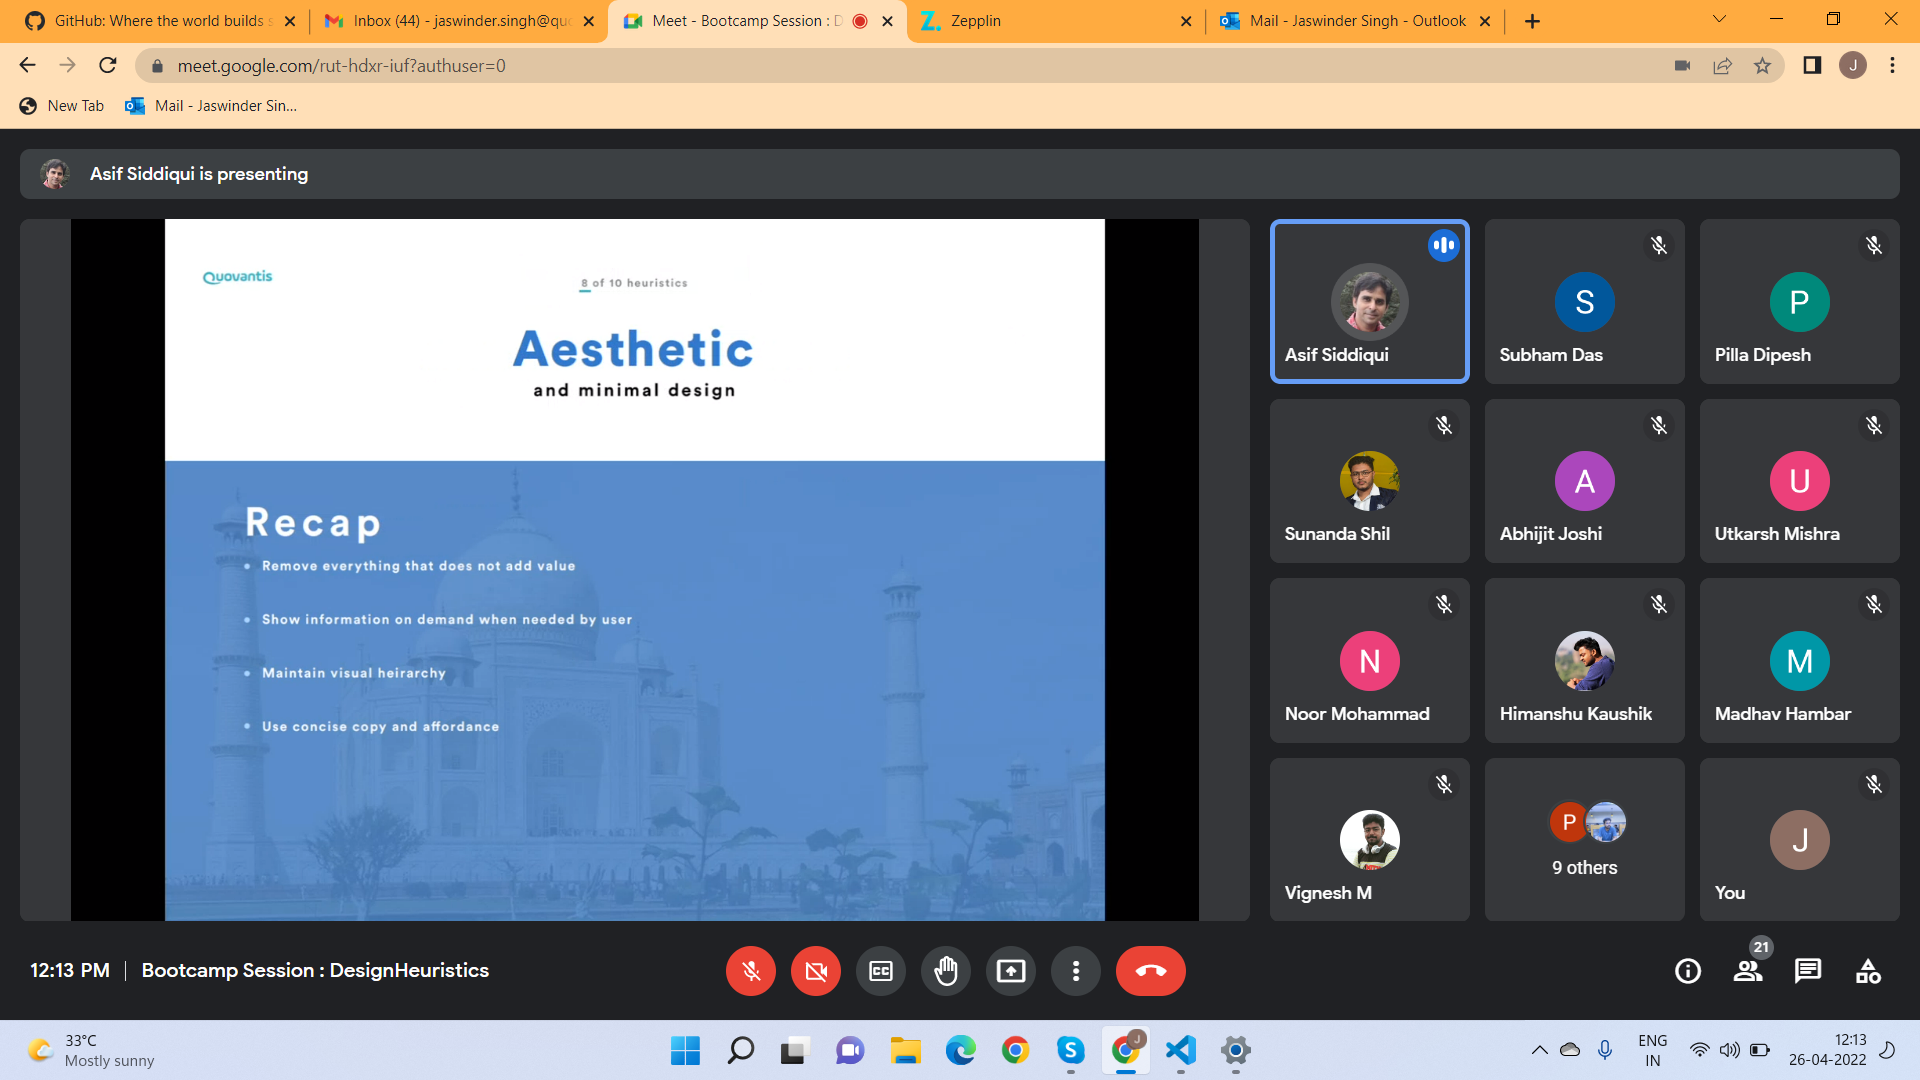 GitHub: Where the world builds s
Inbox (44) - jaswinder.singh@quo
Meet - Bootcamp Session : D
Zepplin
Mail - Jaswinder Singh - Outlook
meet.google.com/rut-hdxr-iuf?authuser=0
J
New Tab
Mail - Jaswinder Sin...
Asif Siddiqui is presenting
Quovantis
8 of 10 heuristics
Aesthetic
and minimal design
Recap
• Remove everything that does not add value
• Show information on demand when needed by user
• Maintain visual heirarchy
• Use concise copy and affordance
Asif Siddiqui
S
Subham Das
P
Pilla Dipesh
Sunanda Shil
A
Abhijit Joshi
U
Utkarsh Mishra
N
Noor Mohammad
Himanshu Kaushik
M
Madhav Hambar
Vignesh M
P
9 others
J
You
12:13 PM | Bootcamp Session : DesignHeuristics
CC
21
33°C
Mostly sunny
S
J
ENG
IN
12:13
26-04-2022